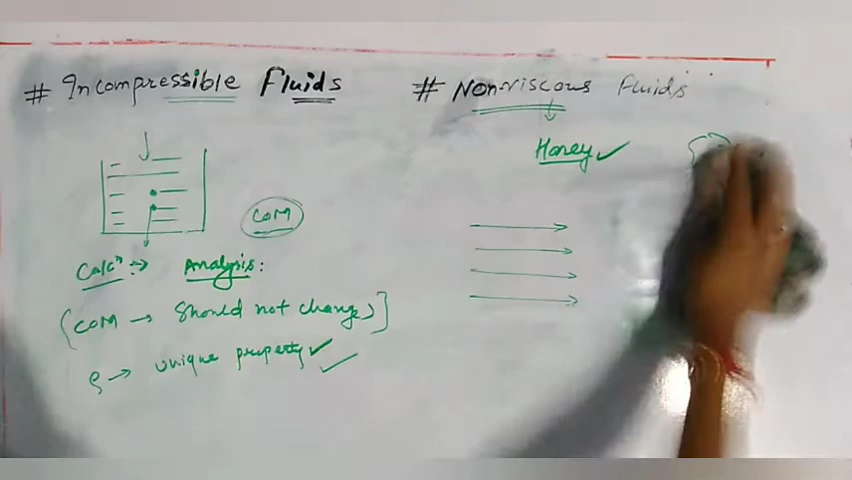 # Incompressible Fluids
# Non-viscous Fluids
Honey ✓
COM
Calcⁿ :→ Analysis:
(COM → Should not change)]
ρ → unique property ✓ ✓